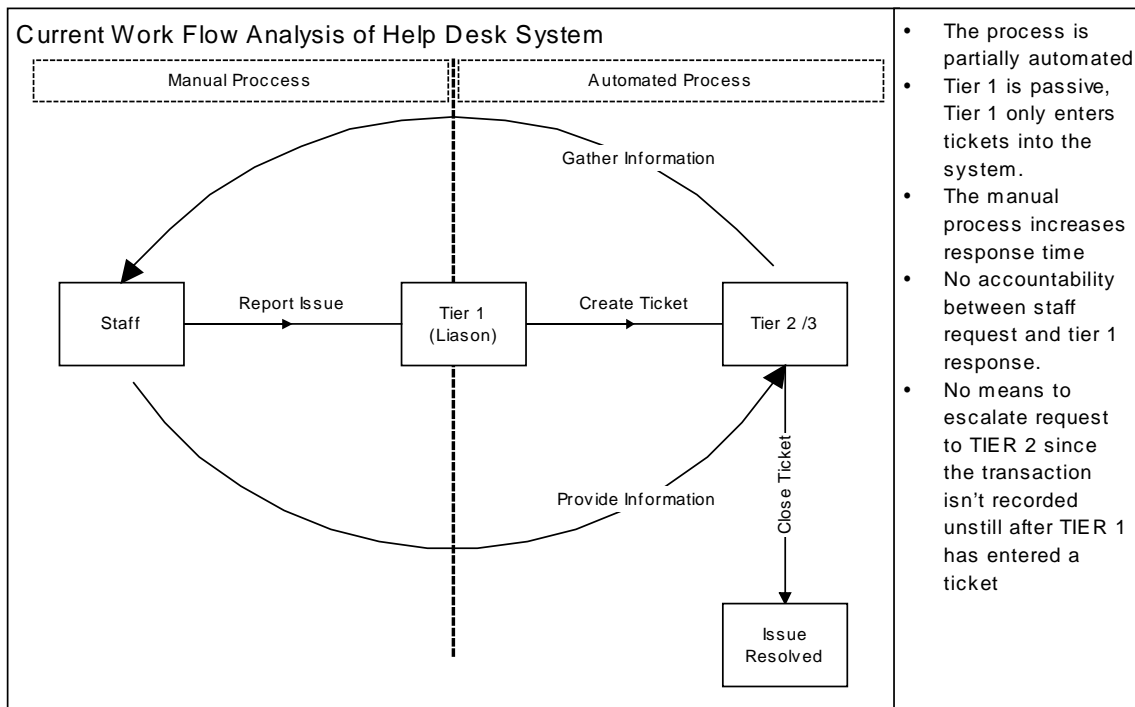 Current Work Flow Analysis of Help Desk System
Manual Proccess
Automated Process
Gather Information
Staff
Report Issue
Tier 1
(Liason)
Create Ticket
Tier 2 /3
Provide Information
Close Ticket
Issue
Resolved
• The process is
partially automated
• Tier 1 is passive,
Tier 1 only enters
tickets into the
system.
• The manual
process increases
response time
• No accountability
between staff
request and tier 1
response.
• No means to
escalate request
to TIER 2 since
the transaction
isn't recorded
unstill after TIER 1
has entered a
ticket